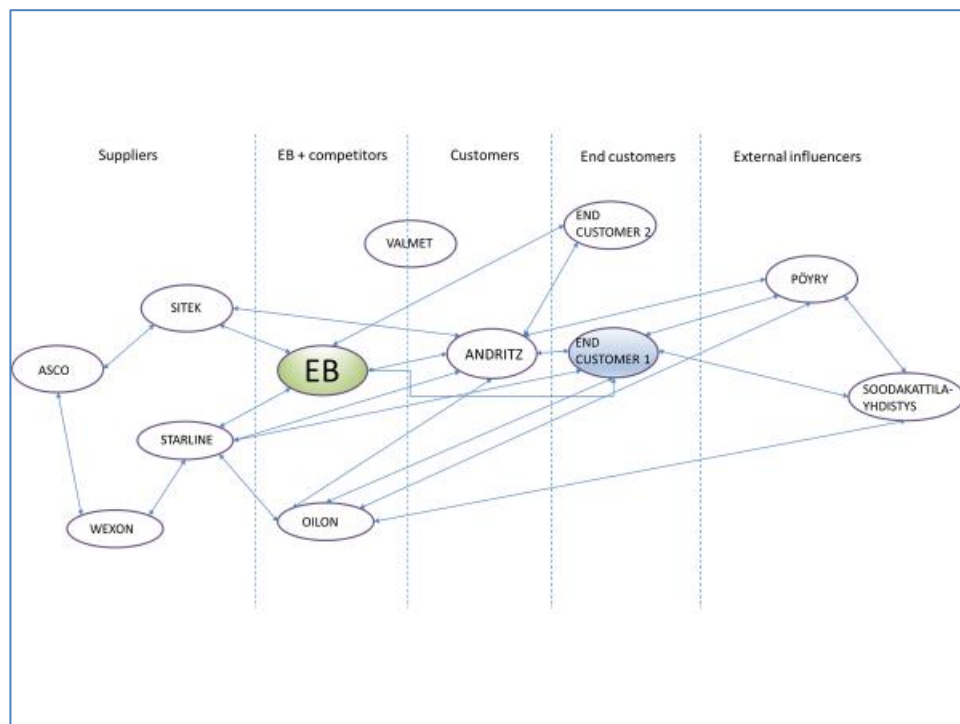 Suppliers
EB + competitors
Customers
End customers
External influencers
END
CUSTOMER 2
VALMET
PÖYRY
SITEK
ANDRITZ
END
CUSTOMER 1
EB
ASCO
SOODAKATTILA-
YHDISTYS
STARLINE
OILON
WEXON